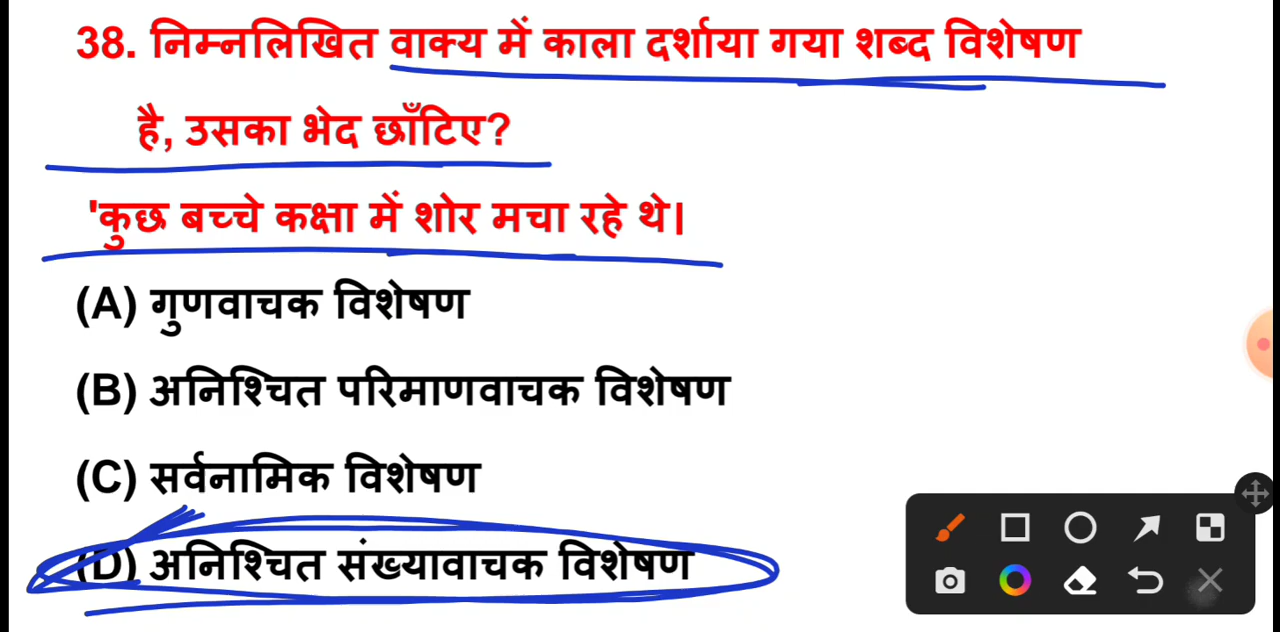 38. निम्नलिखित वाक्य में काला दर्शाया गया शब्द विशेषण
है, उसका भेद छाँटिए?
'कुछ बच्चे कक्षा में शोर मचा रहे थे।
(A) गुणवाचक विशेषण
(B) अनिश्चित परिमाणवाचक विशेषण
(C) सर्वनामिक विशेषण
(D) अनिश्चित संख्यावाचक विशेषण